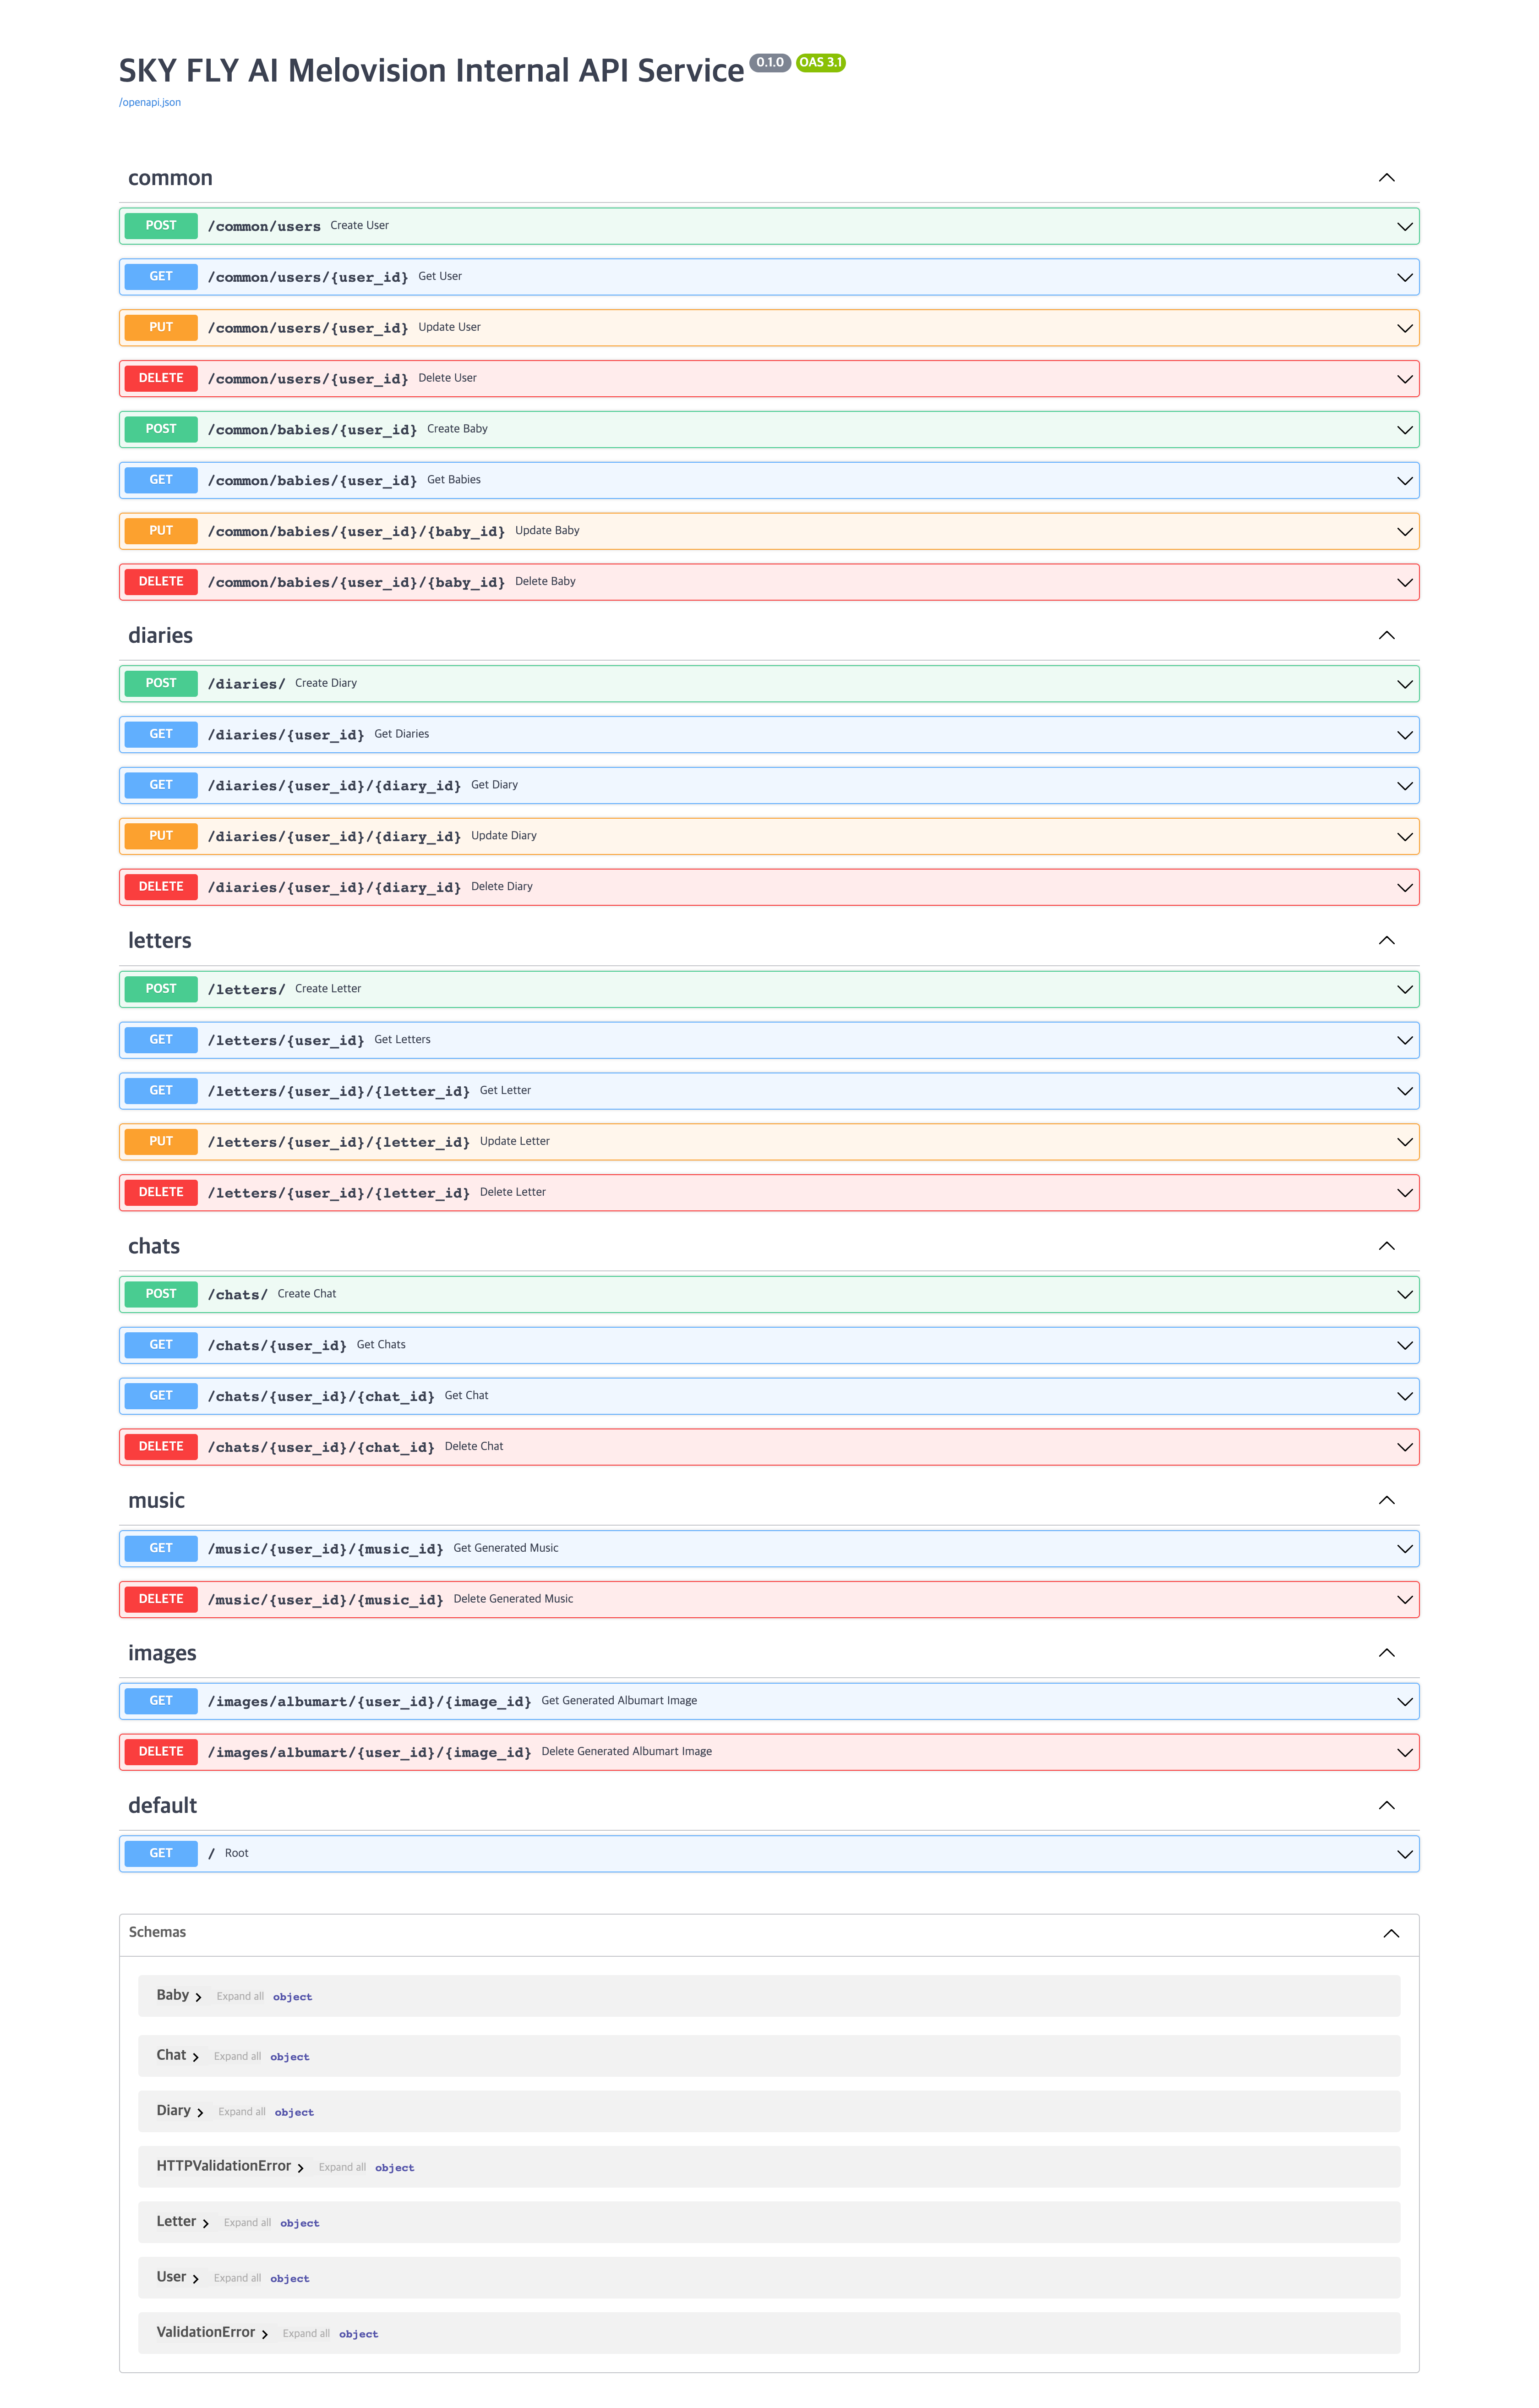 SKY FLY AI Melovision Internal API Service 0.1.0 OAS 3.1
/openapi.json
common
POST /common/users Create User
GET /common/users/{user_id} Get User
PUT /common/users/{user_id} Update User
DELETE /common/users/{user_id} Delete User
POST /common/babies/{user_id} Create Baby
GET /common/babies/{user_id} Get Babies
PUT /common/babies/{user_id}/{baby_id} Update Baby
DELETE /common/babies/{user_id}/{baby_id} Delete Baby
diaries
POST /diaries/ Create Diary
GET /diaries/{user_id} Get Diaries
GET /diaries/{user_id}/{diary_id} Get Diary
PUT /diaries/{user_id}/{diary_id} Update Diary
DELETE /diaries/{user_id}/{diary_id} Delete Diary
letters
POST /letters/ Create Letter
GET /letters/{user_id} Get Letters
GET /letters/{user_id}/{letter_id} Get Letter
PUT /letters/{user_id}/{letter_id} Update Letter
DELETE /letters/{user_id}/{letter_id} Delete Letter
chats
POST /chats/ Create Chat
GET /chats/{user_id} Get Chats
GET /chats/{user_id}/{chat_id} Get Chat
DELETE /chats/{user_id}/{chat_id} Delete Chat
music
GET /music/{user_id}/{music_id} Get Generated Music
DELETE /music/{user_id}/{music_id} Delete Generated Music
images
GET /images/albumart/{user_id}/{image_id} Get Generated Albumart Image
DELETE /images/albumart/{user_id}/{image_id} Delete Generated Albumart Image
default
GET / Root
Schemas
Baby Expand all object
Chat Expand all object
Diary Expand all object
HTTPValidationError Expand all object
Letter Expand all object
User Expand all object
ValidationError Expand all object